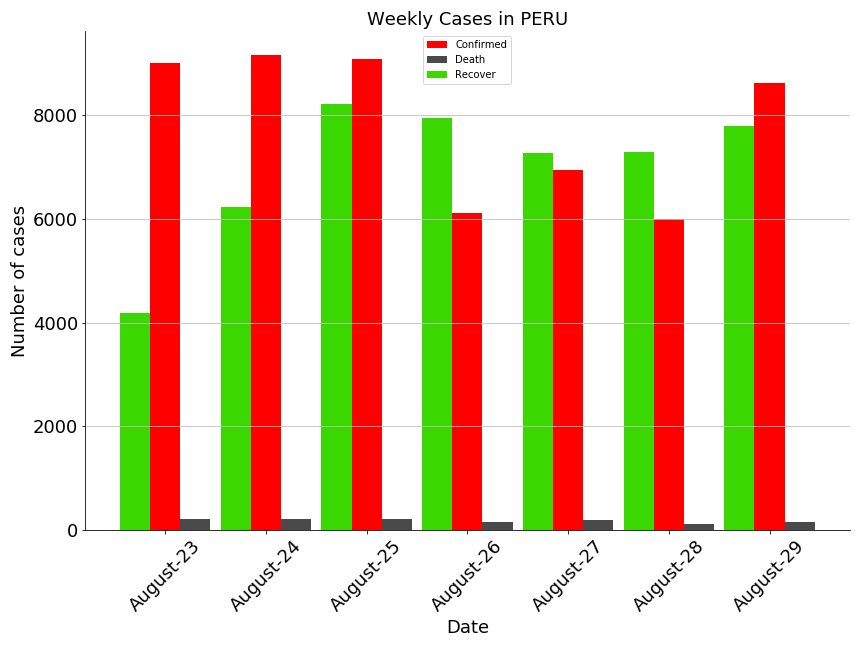 Weekly Cases in PERU
Confirmed
Death
Recover
Number of cases
8000
6000
4000
2000
0
August-23
August-24
August-25
August-26
August-27
August-28
August-29
Date